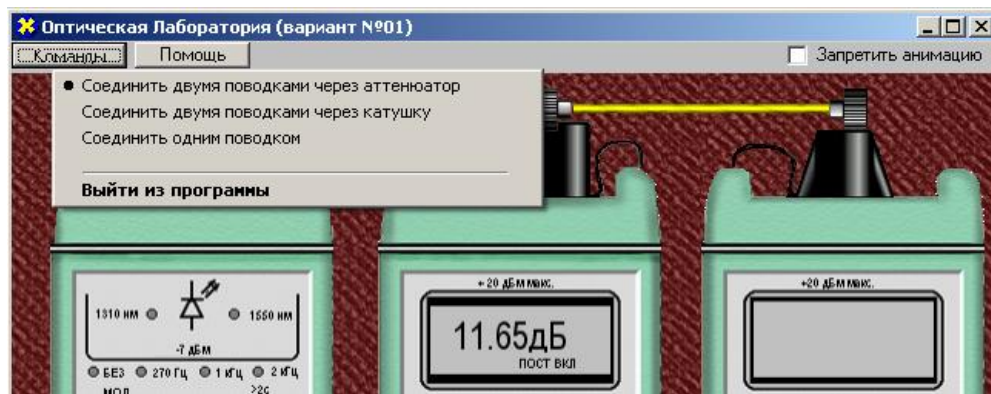 Оптическая Лаборатория (вариант №01)
Команды... Помощь Запретить анимацию
Соединить двумя поводками через аттенюатор
Соединить двумя поводками через катушку
Соединить одним поводком
Выйти из программы
+20 дБм макс. +20 дБм макс.
1310 нм 1550 нм
-7 дБм
11.65дБ
ПОСТ ВКЛ
БЕЗ 270 Гц 1 кГц 2 кГц
МОД >2с